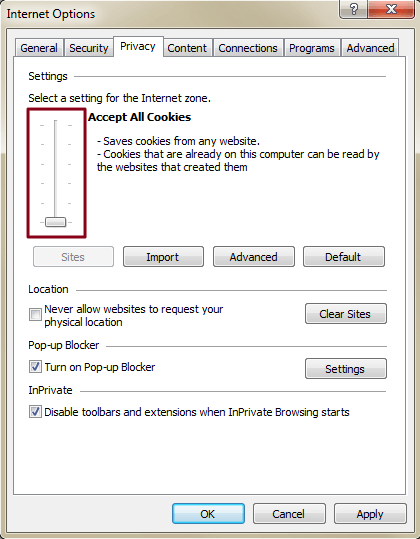 Internet Options
General Security Privacy Content Connections Programs Advanced
Settings
Select a setting for the Internet zone.
Accept All Cookies
- Saves cookies from any website.
- Cookies that are already on this computer can be read by
the websites that created them
Sites Import Advanced Default
Location
Never allow websites to request your
physical location
Clear Sites
Pop-up Blocker
Turn on Pop-up Blocker
Settings
InPrivate
Disable toolbars and extensions when InPrivate Browsing starts
OK Cancel Apply